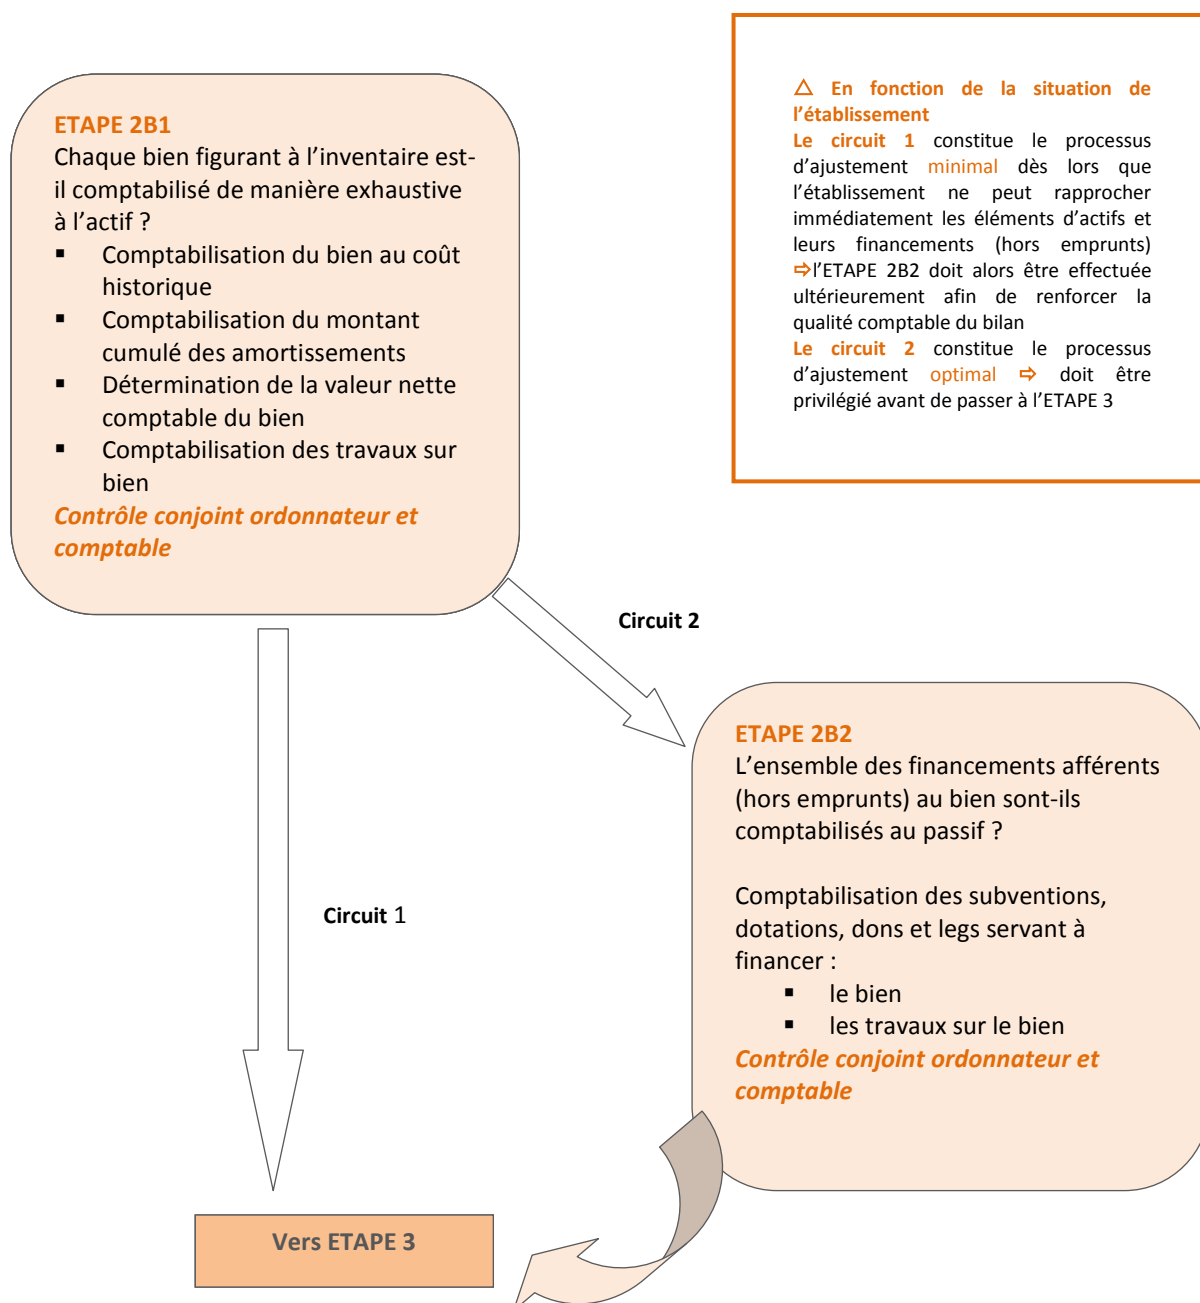 ETAPE 2B1
Chaque bien figurant à l’inventaire est-
il comptabilisé de manière exhaustive
à l’actif ?
▪ Comptabilisation du bien au coût
historique
▪ Comptabilisation du montant
cumulé des amortissements
▪ Détermination de la valeur nette
comptable du bien
▪ Comptabilisation des travaux sur
bien
Contrôle conjoint ordonnateur et
comptable
△ En fonction de la situation de
l’établissement
Le circuit 1 constitue le processus
d’ajustement minimal dès lors que
l’établissement ne peut rapprocher
immédiatement les éléments d’actifs et
leurs financements (hors emprunts)
⇨l’ETAPE 2B2 doit alors être effectuée
ultérieurement afin de renforcer la
qualité comptable du bilan
Le circuit 2 constitue le processus
d’ajustement optimal ⇨ doit être
privilégié avant de passer à l’ETAPE 3
Circuit 2
ETAPE 2B2
L’ensemble des financements afférents
(hors emprunts) au bien sont-ils
comptabilisés au passif ?
Comptabilisation des subventions,
dotations, dons et legs servant à
financer :
▪ le bien
▪ les travaux sur le bien
Contrôle conjoint ordonnateur et
comptable
Circuit 1
Vers ETAPE 3